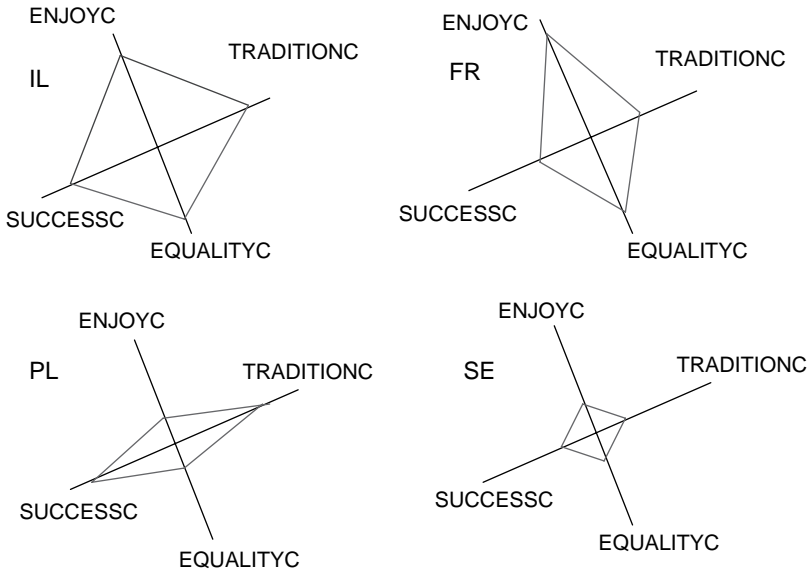 ENJOYC
TRADITIONC
IL
SUCCESSC
EQUALITYC
ENJOYC
TRADITIONC
FR
SUCCESSC
EQUALITYC
ENJOYC
TRADITIONC
PL
SUCCESSC
EQUALITYC
ENJOYC
TRADITIONC
SE
SUCCESSC
EQUALITYC